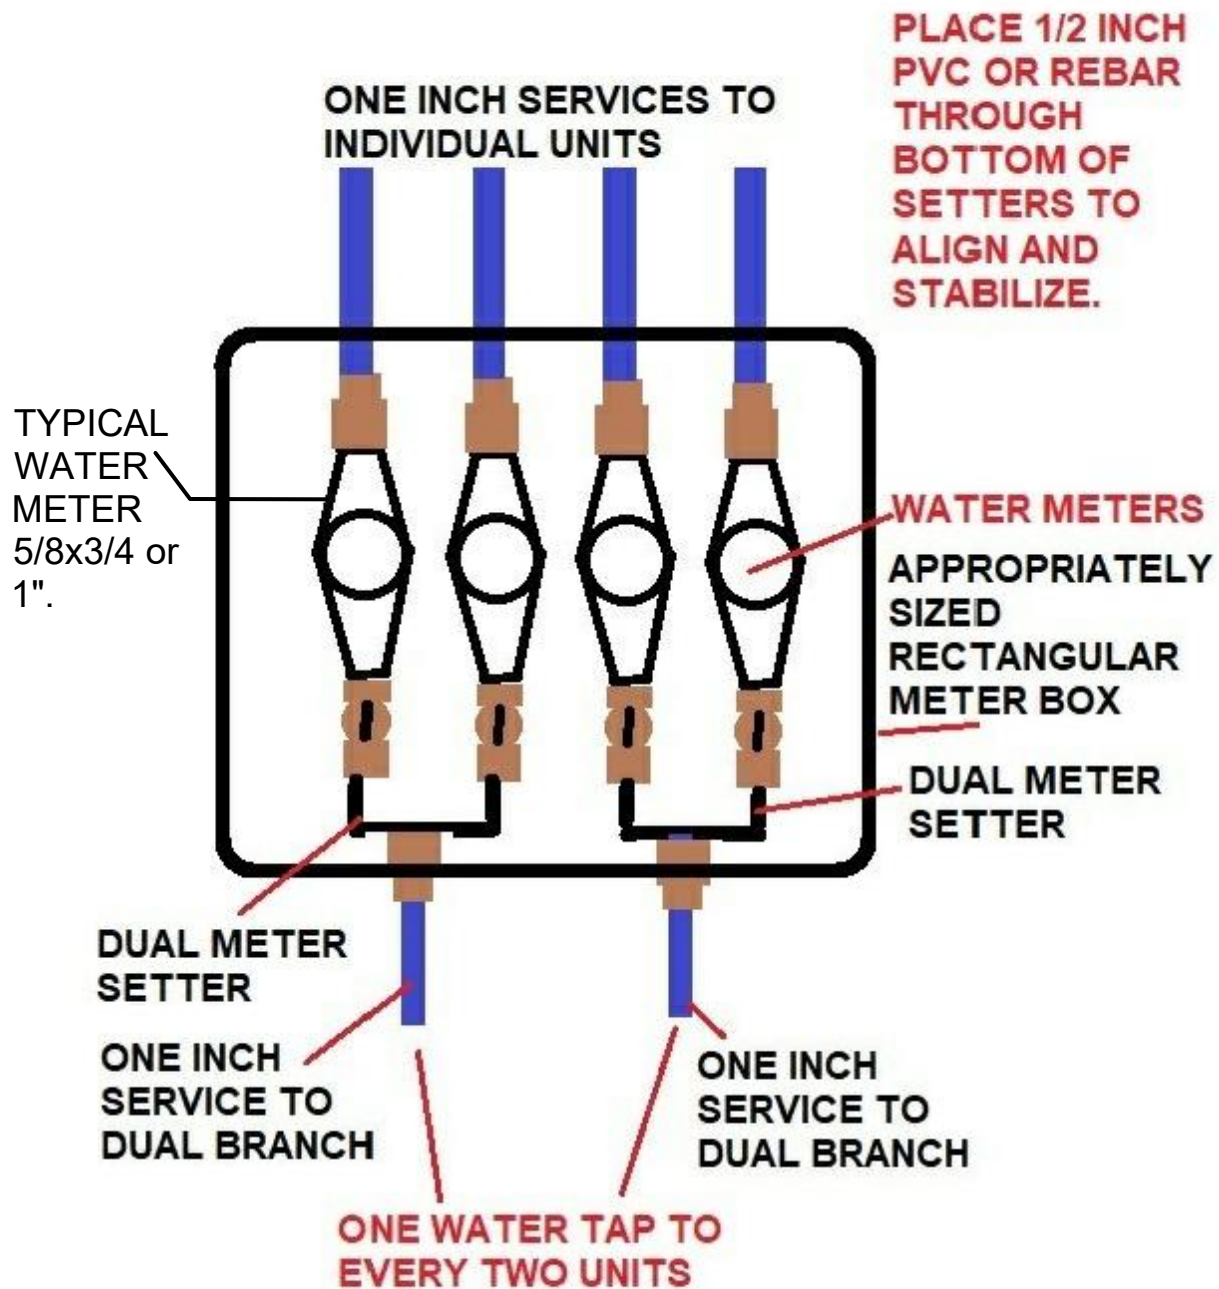 PLACE 1/2 INCH
PVC OR REBAR
THROUGH
BOTTOM OF
SETTERS TO
ALIGN AND
STABILIZE.
ONE INCH SERVICES TO
INDIVIDUAL UNITS
TYPICAL
WATER
METER
5/8x3/4 or
1".
WATER METERS
APPROPRIATELY
SIZED
RECTANGULAR
METER BOX
DUAL METER
SETTER
DUAL METER
SETTER
ONE INCH
SERVICE TO
DUAL BRANCH
ONE INCH
SERVICE TO
DUAL BRANCH
ONE WATER TAP TO
EVERY TWO UNITS